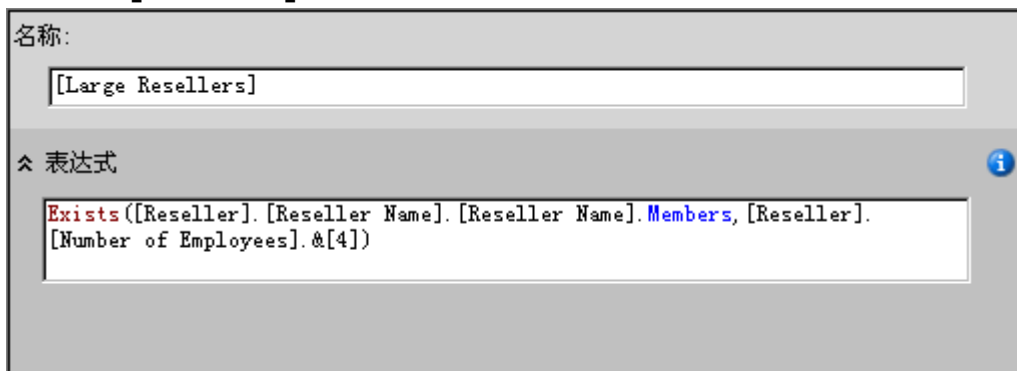 名称:
[Large Resellers]
表达式
Exists([Reseller].[Reseller Name].[Reseller Name].Members,[Reseller].
[Number of Employees].&[4])